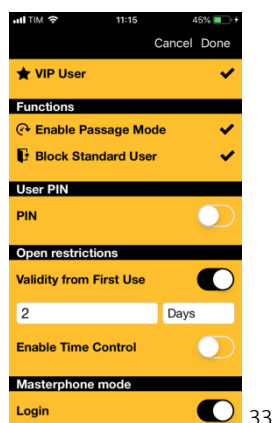 TIM 11:15 45%
Cancel Done
VIP User
Functions
Enable Passage Mode
Block Standard User
User PIN
PIN
Open restrictions
Validity from First Use
2 Days
Enable Time Control
Masterphone mode
Login
33